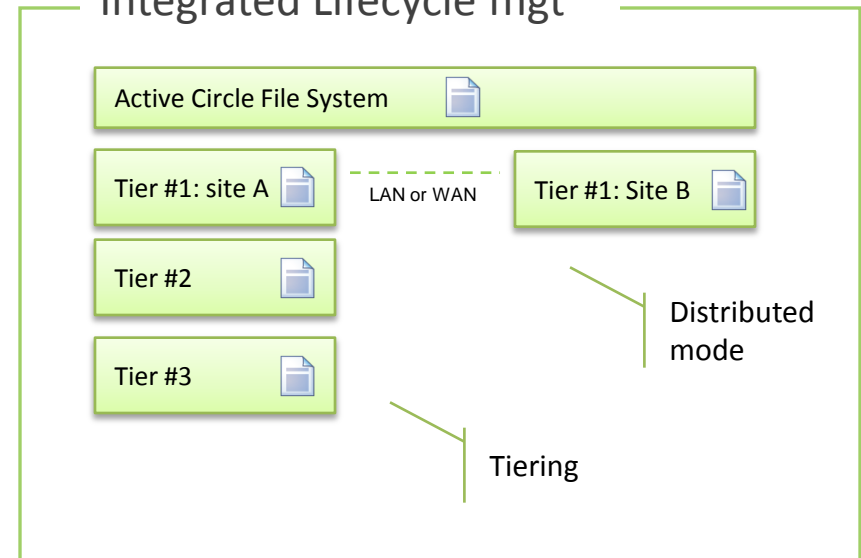 Integrated Lifecycle mgt
Active Circle File System
Tier #1: site A
LAN or WAN
Tier #1: Site B
Tier #2
Distributed
mode
Tier #3
Tiering